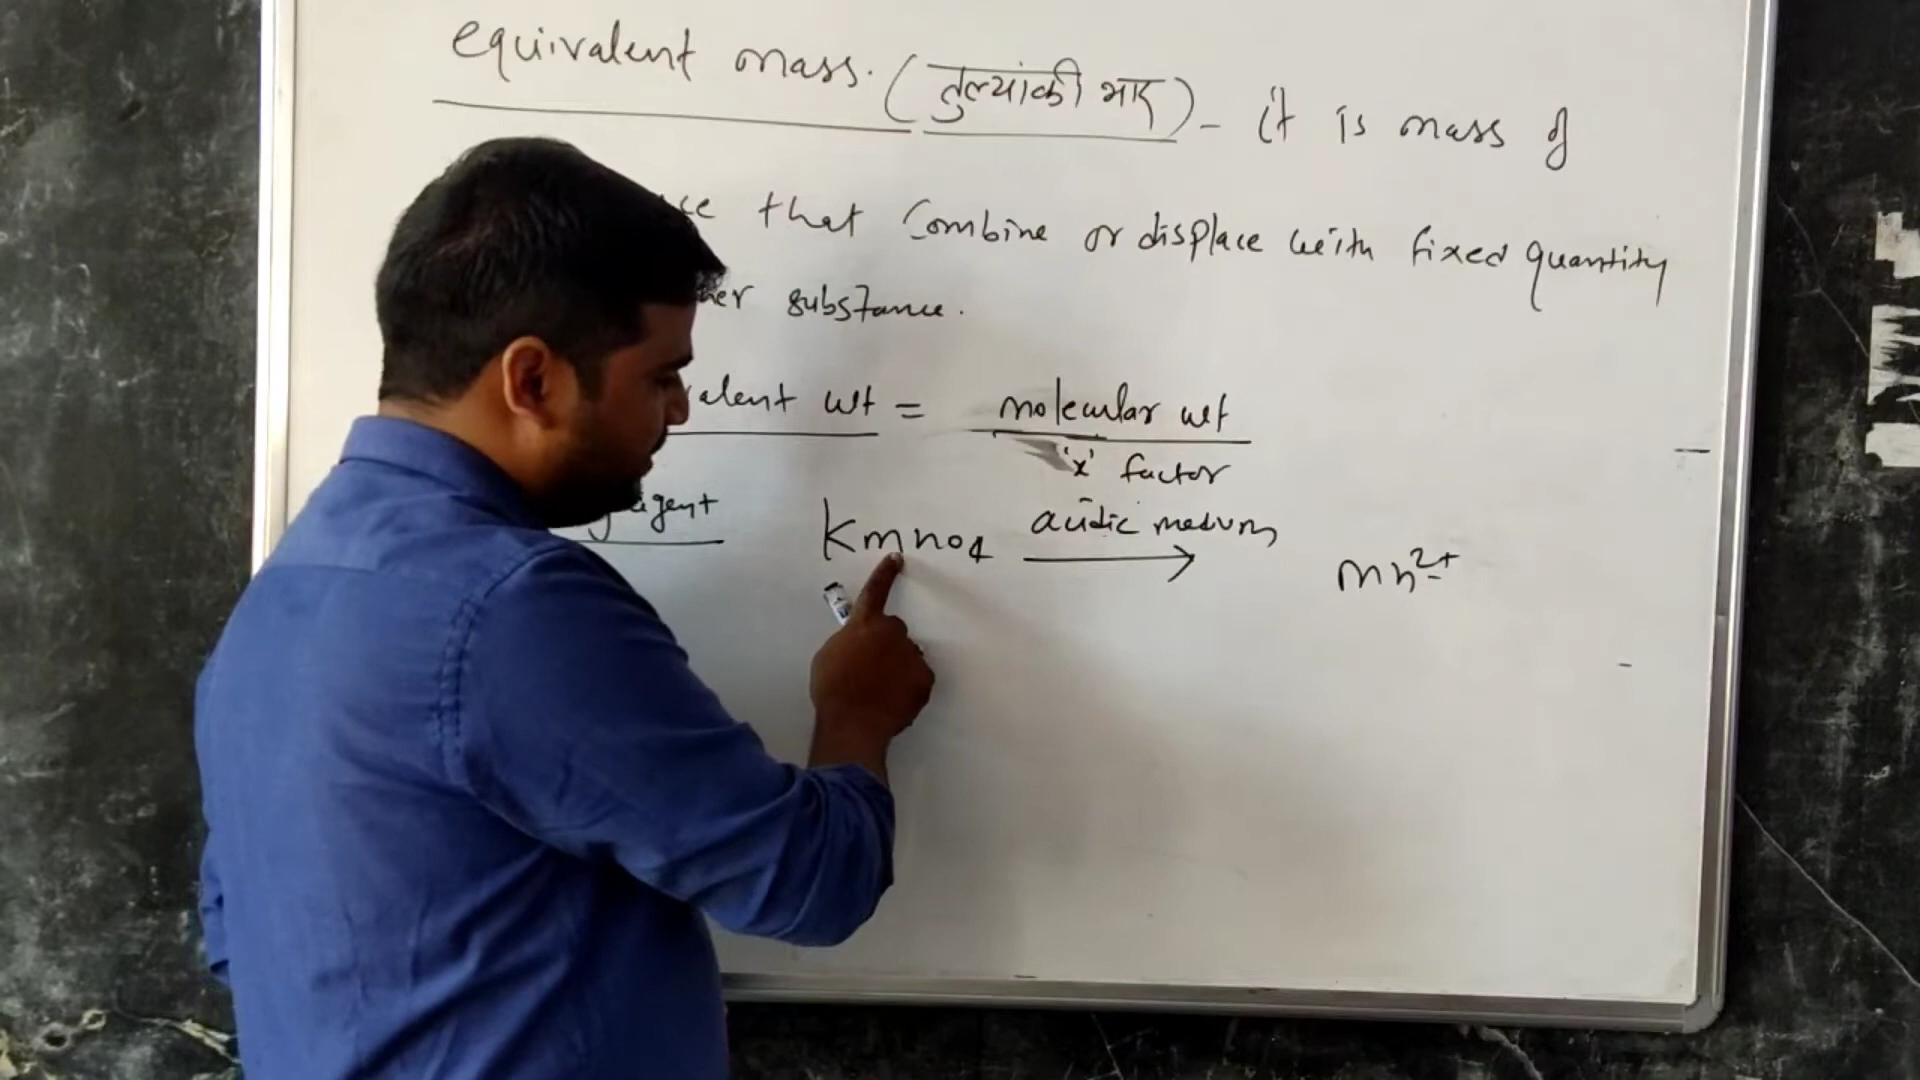 equivalent mass. (तुल्यांकी भार) - it is mass of
that combine or displace with fixed quantity
substance.
wt = molecular wt
'x' factor
agent Kmno4 acidic medium → mn2+